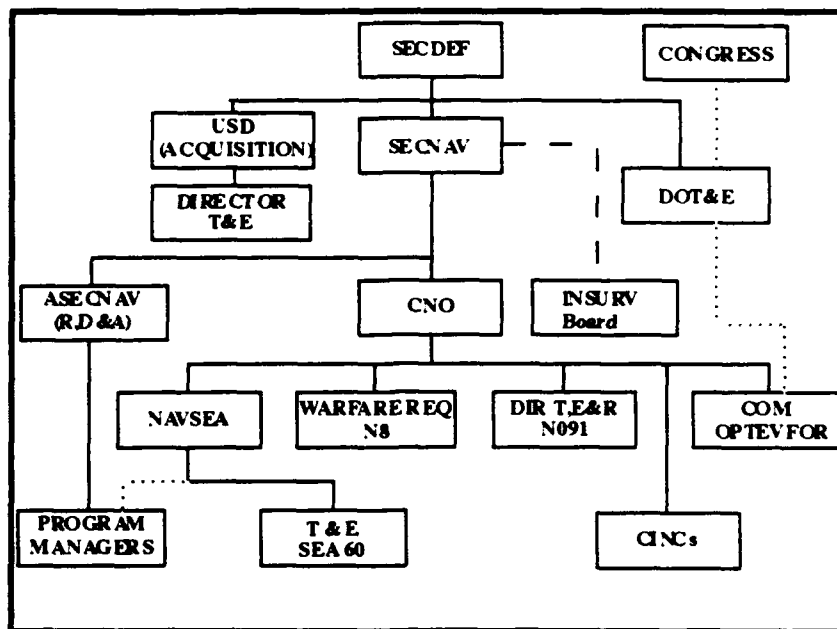 SECDEF
CONGRESS
USD
(ACQUISITION)
SECNAV
DIRECTOR
T&E
DOT&E
ASECNAV
(R,D&A)
CNO
INSURV
Board
NAVSEA
WARFARE REQ
N8
DIR T,E&R
N091
COM
OPTEVFOR
PROGRAM
MANAGERS
T & E
SEA 60
CINCs